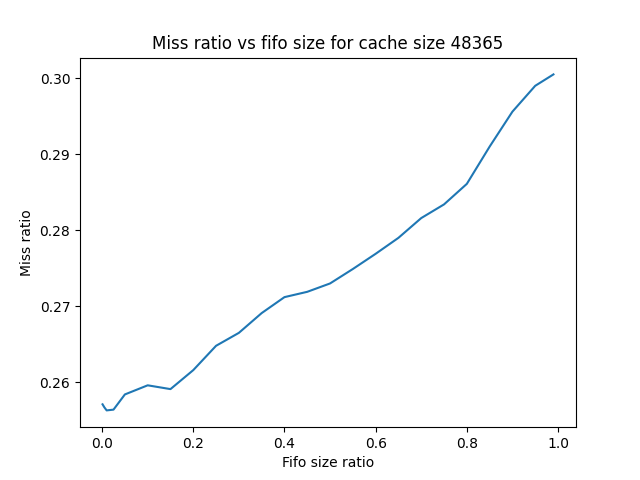 Miss ratio vs fifo size for cache size 48365
0.30
0.29
0.28
0.27
0.26
Miss ratio
0.0 0.2 0.4 0.6 0.8 1.0
Fifo size ratio